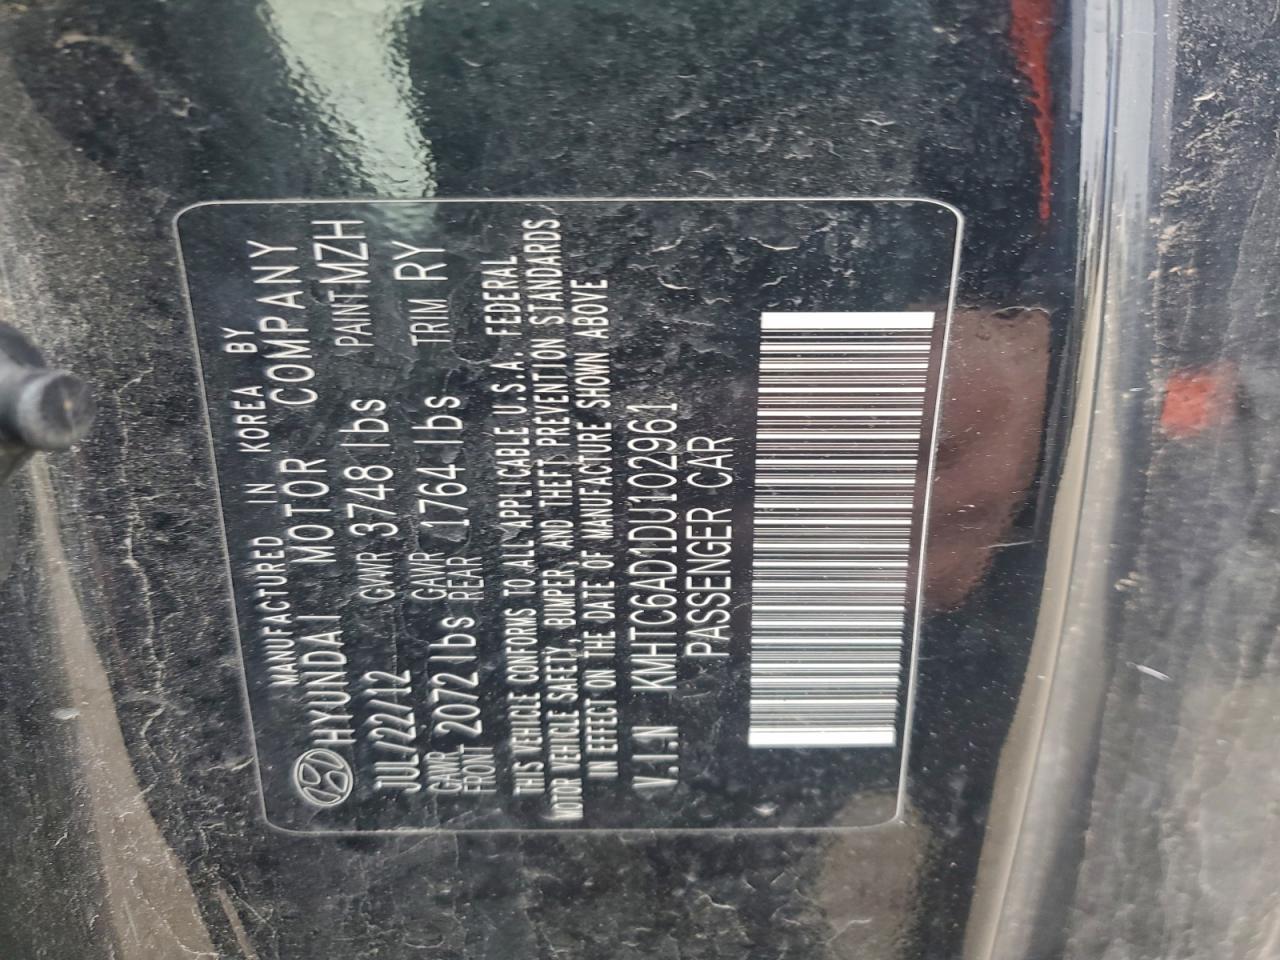 MANUFACTURED IN KOREA BY
HYUNDAI MOTOR COMPANY
JUL/22/12 GVWR 3748 lbs PAINT MZH
GAWR FRONT 2072 lbs GAWR REAR 1764 lbs TRIM RY
THIS VEHICLE CONFORMS TO ALL APPLICABLE U.S.A. FEDERAL
MOTOR VEHICLE SAFETY, BUMPER, AND THEFT PREVENTION STANDARDS
IN EFFECT ON THE DATE OF MANUFACTURE SHOWN ABOVE
V.I.N KMHTC6AD1DU102961
PASSENGER CAR